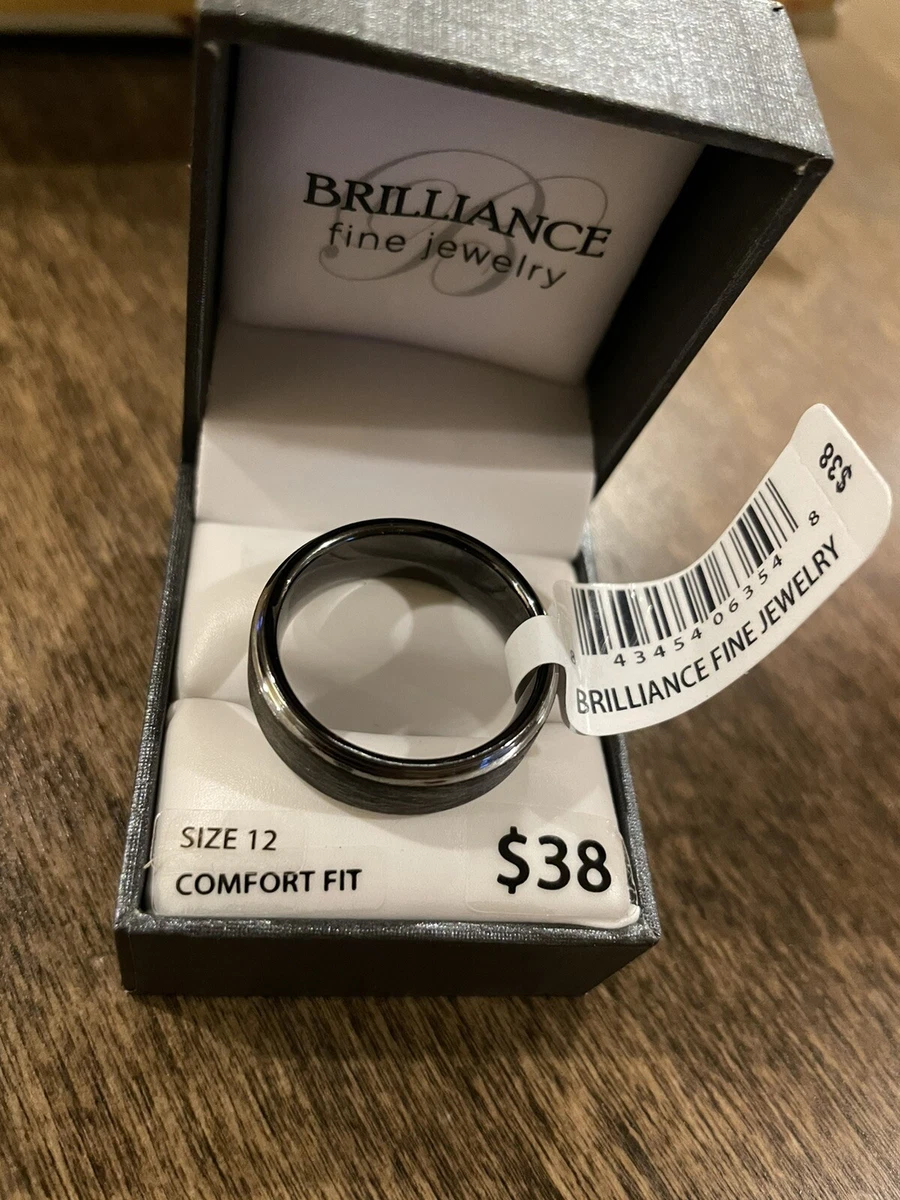 BRILLIANCE
fine jewelry
$38
43454 06354 8
BRILLIANCE FINE JEWELRY
SIZE 12
COMFORT FIT
$38